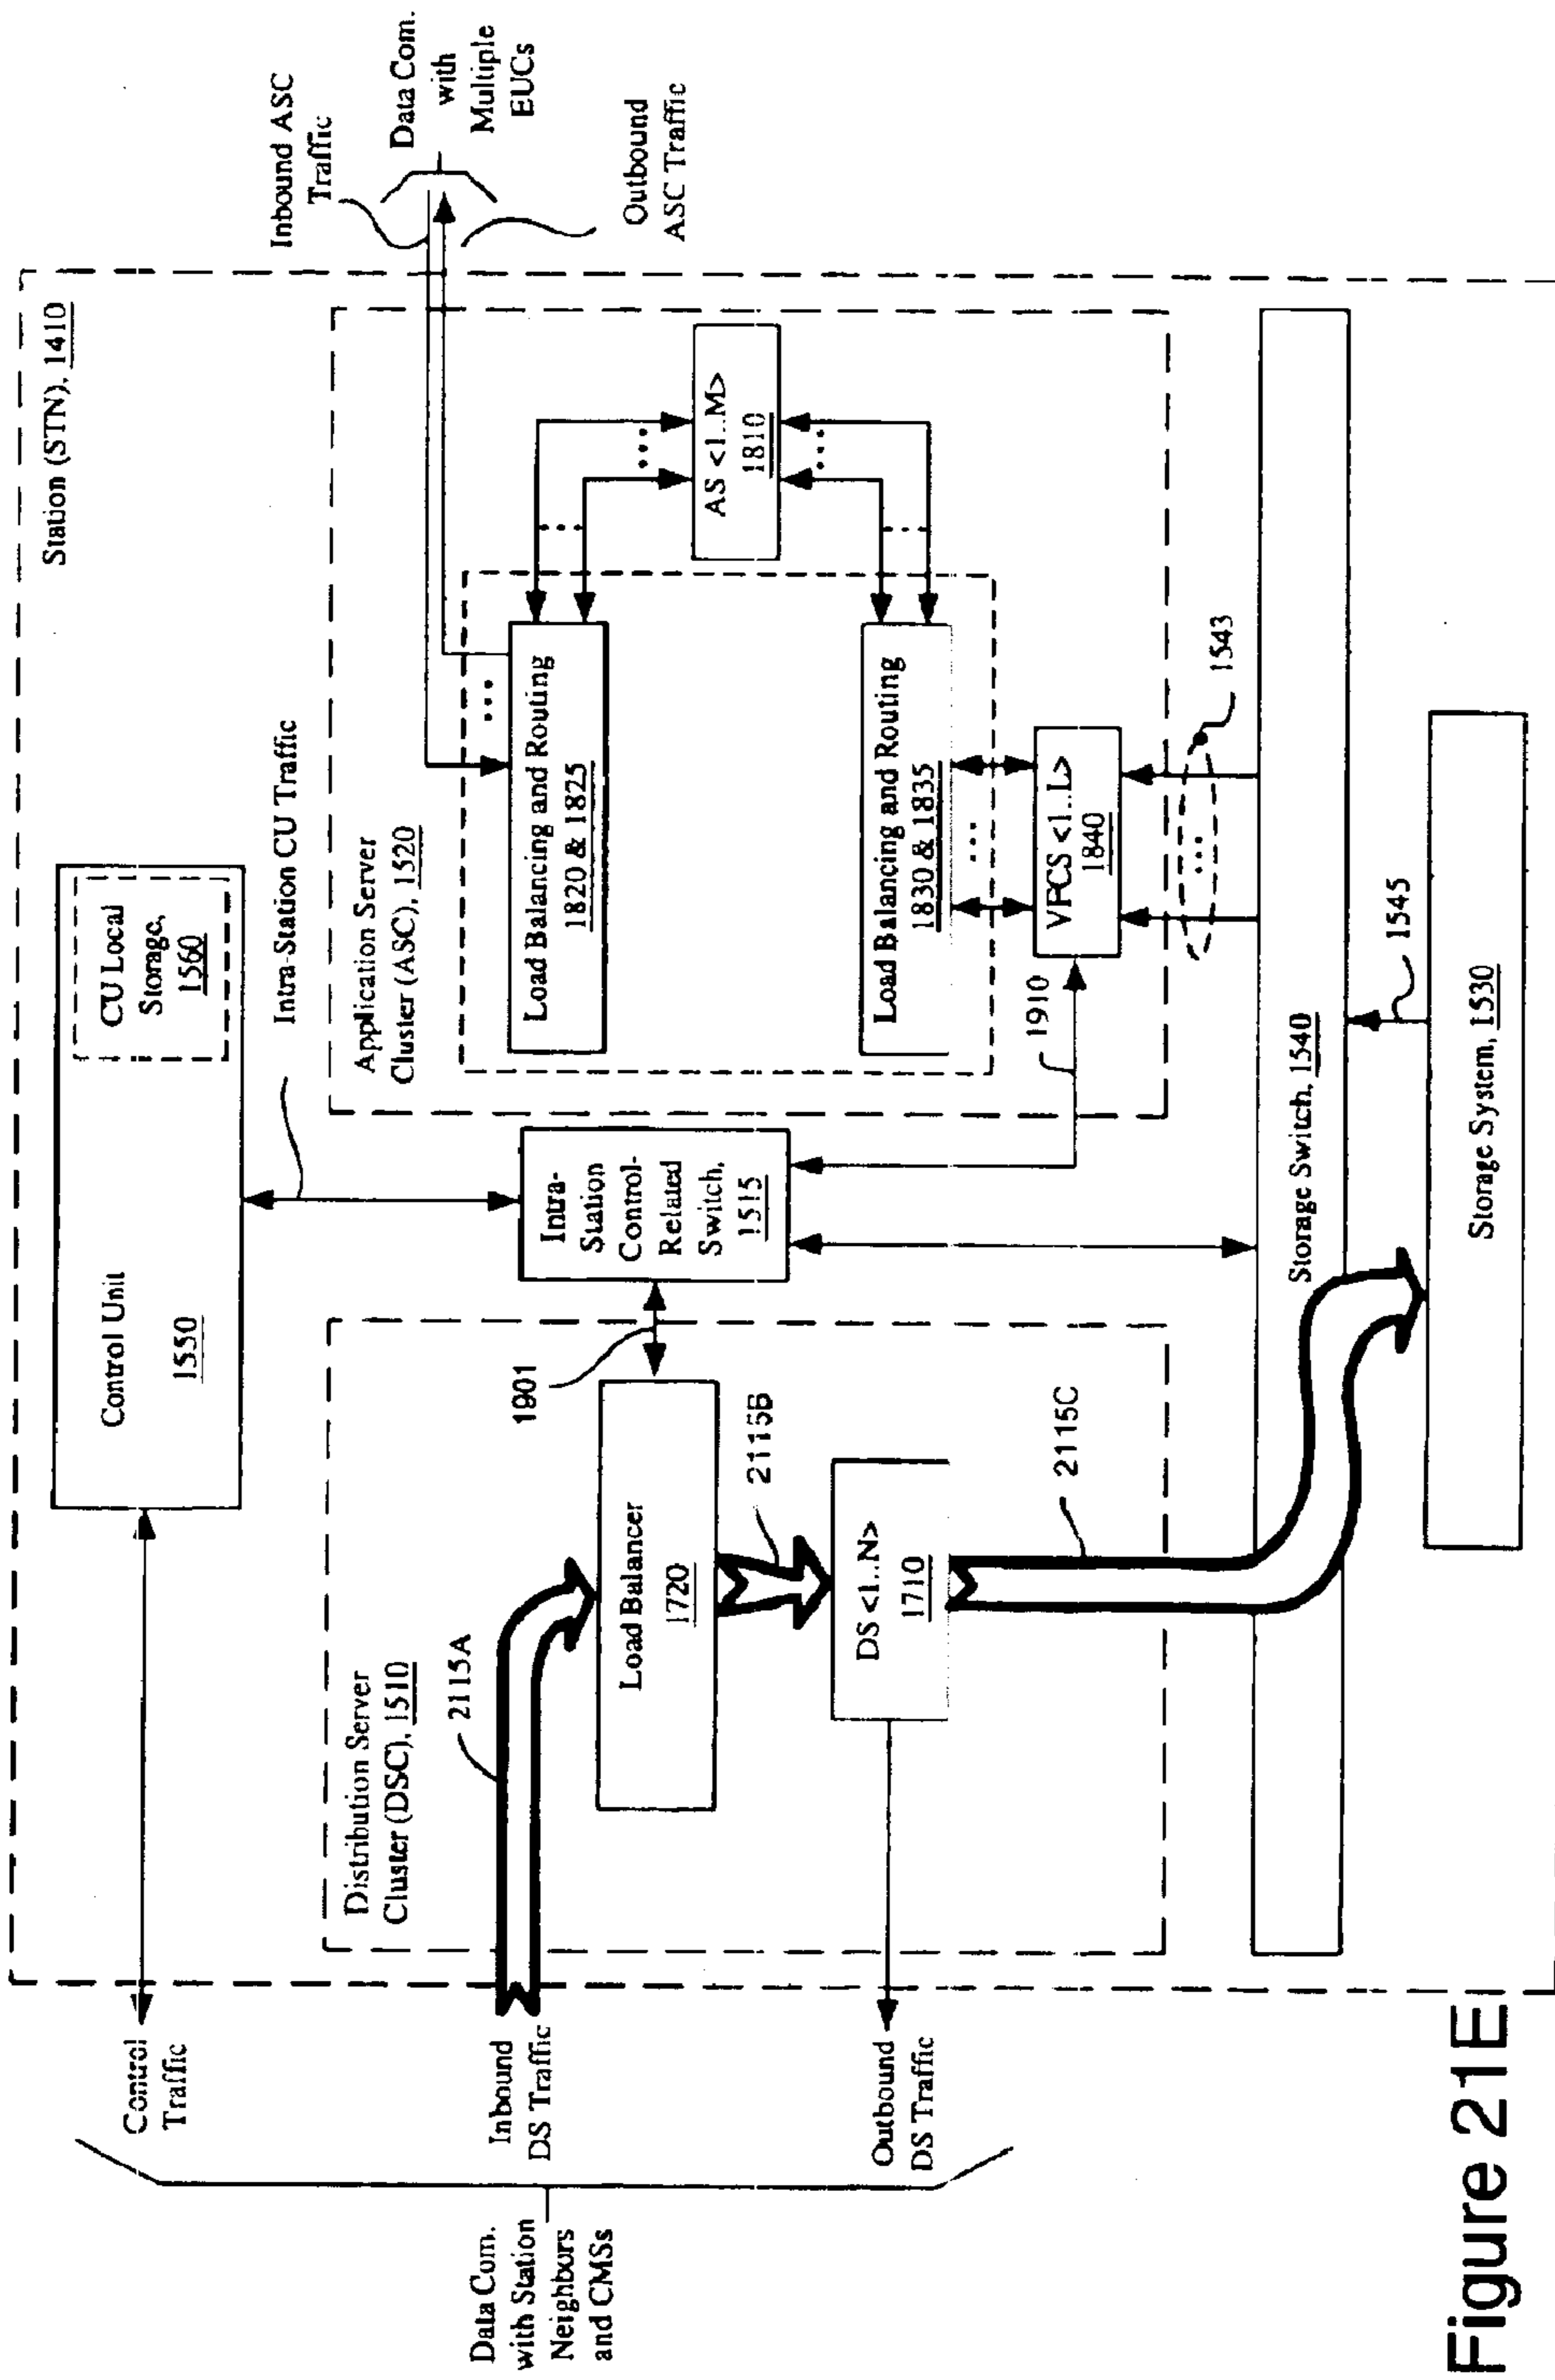 Station (STN), 1410
Control Unit
1550
CU Local
Storage,
1560
Control
Traffic
Intra-Station CU Traffic
Inbound ASC
Traffic
Data Com.
with
Multiple
EUCs
Outbound
ASC Traffic
Data Com.
with Station
Neighbors
and CMSs
Inbound
DS Traffic
Outbound
DS Traffic
Distribution Server
Cluster (DSC), 1510
2115A
Load Balancer
1720
2115B
DS <1..N>
1710
2115C
1901
Intra-
Station
Control-
Related
Switch,
1515
Application Server
Cluster (ASC), 1520
Load Balancing and Routing
1820 & 1825
AS <1..M>
1810
Load Balancing and Routing
1830 & 1835
1910
VFCS <1..L>
1840
1543
Storage Switch, 1540
1545
Storage System, 1530
Figure 21E